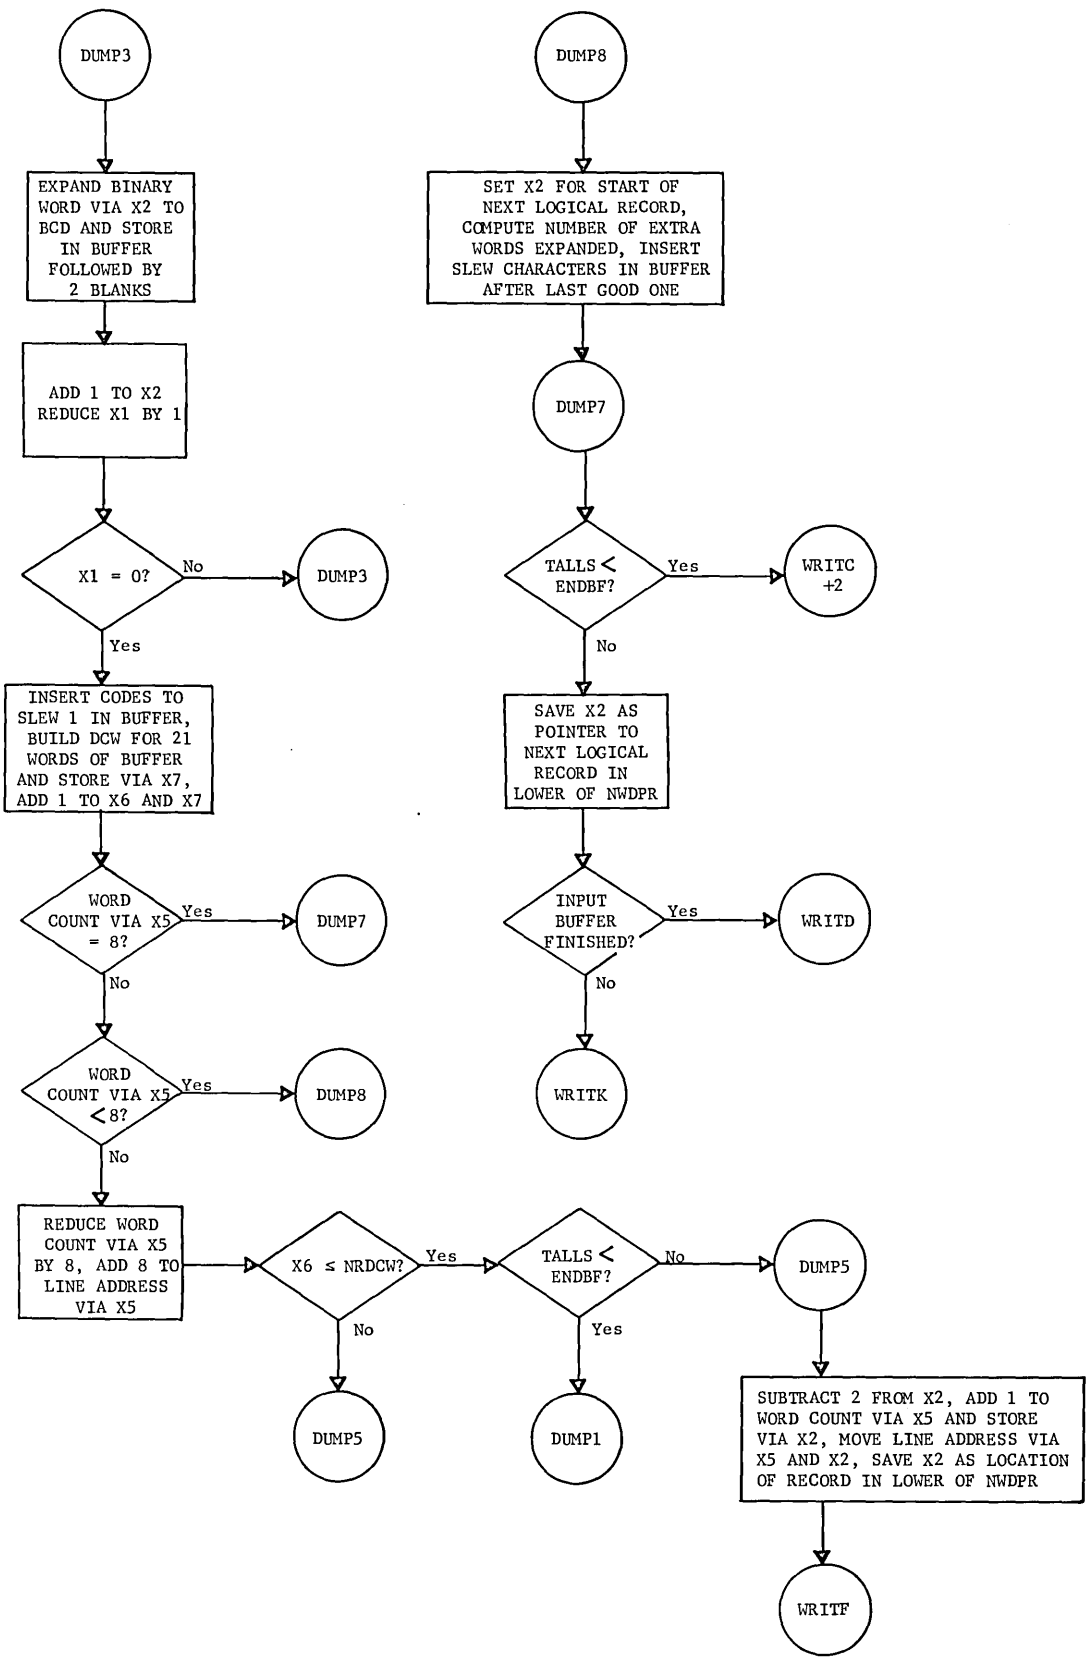 DUMP3
EXPAND BINARY
WORD VIA X2 TO
BCD AND STORE
IN BUFFER
FOLLOWED BY
2 BLANKS
ADD 1 TO X2
REDUCE X1 BY 1
X1 = 0?
No
DUMP3
Yes
INSERT CODES TO
SLEW 1 IN BUFFER,
BUILD DCW FOR 21
WORDS OF BUFFER
AND STORE VIA X7,
ADD 1 TO X6 AND X7
WORD
COUNT VIA X5
= 8?
Yes
DUMP7
No
WORD
COUNT VIA X5
< 8?
Yes
DUMP8
No
REDUCE WORD
COUNT VIA X5
BY 8, ADD 8 TO
LINE ADDRESS
VIA X5
X6 ≤ NRDCW?
Yes
No
DUMP5
TALLS <
ENDBF?
No
Yes
DUMP1
DUMP5
SUBTRACT 2 FROM X2, ADD 1 TO
WORD COUNT VIA X5 AND STORE
VIA X2, MOVE LINE ADDRESS VIA
X5 AND X2, SAVE X2 AS LOCATION
OF RECORD IN LOWER OF NWDPR
WRITF
DUMP8
SET X2 FOR START OF
NEXT LOGICAL RECORD,
COMPUTE NUMBER OF EXTRA
WORDS EXPANDED, INSERT
SLEW CHARACTERS IN BUFFER
AFTER LAST GOOD ONE
DUMP7
TALLS <
ENDBF?
Yes
WRITC
+2
No
SAVE X2 AS
POINTER TO
NEXT LOGICAL
RECORD IN
LOWER OF NWDPR
INPUT
BUFFER
FINISHED?
Yes
WRITD
No
WRITK